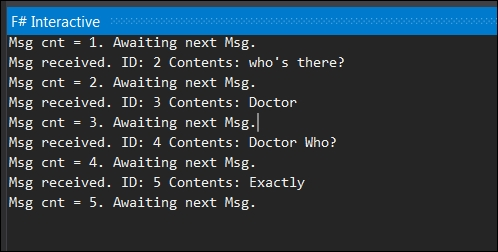 F# Interactive
Msg cnt = 1. Awaiting next Msg.
Msg received. ID: 2 Contents: who's there?
Msg cnt = 2. Awaiting next Msg.
Msg received. ID: 3 Contents: Doctor
Msg cnt = 3. Awaiting next Msg.
Msg received. ID: 4 Contents: Doctor Who?
Msg cnt = 4. Awaiting next Msg.
Msg received. ID: 5 Contents: Exactly
Msg cnt = 5. Awaiting next Msg.